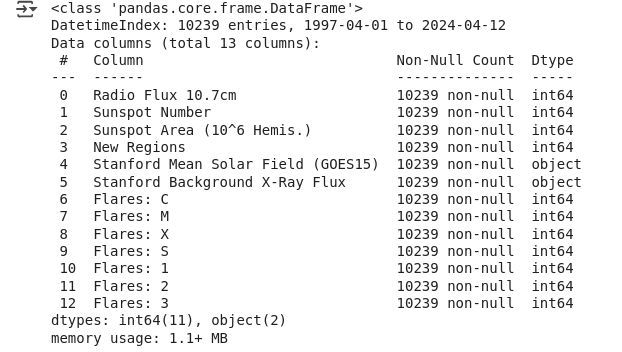 <class 'pandas.core.frame.DataFrame'>
DatetimeIndex: 10239 entries, 1997-04-01 to 2024-04-12
Data columns (total 13 columns):
 #   Column                              Non-Null Count  Dtype
---  ------                              --------------  -----
 0   Radio Flux 10.7cm                   10239 non-null  int64
 1   Sunspot Number                      10239 non-null  int64
 2   Sunspot Area (10^6 Hemis.)          10239 non-null  int64
 3   New Regions                         10239 non-null  int64
 4   Stanford Mean Solar Field (GOES15)  10239 non-null  object
 5   Stanford Background X-Ray Flux      10239 non-null  object
 6   Flares: C                           10239 non-null  int64
 7   Flares: M                           10239 non-null  int64
 8   Flares: X                           10239 non-null  int64
 9   Flares: S                           10239 non-null  int64
 10  Flares: 1                           10239 non-null  int64
 11  Flares: 2                           10239 non-null  int64
 12  Flares: 3                           10239 non-null  int64
dtypes: int64(11), object(2)
memory usage: 1.1+ MB